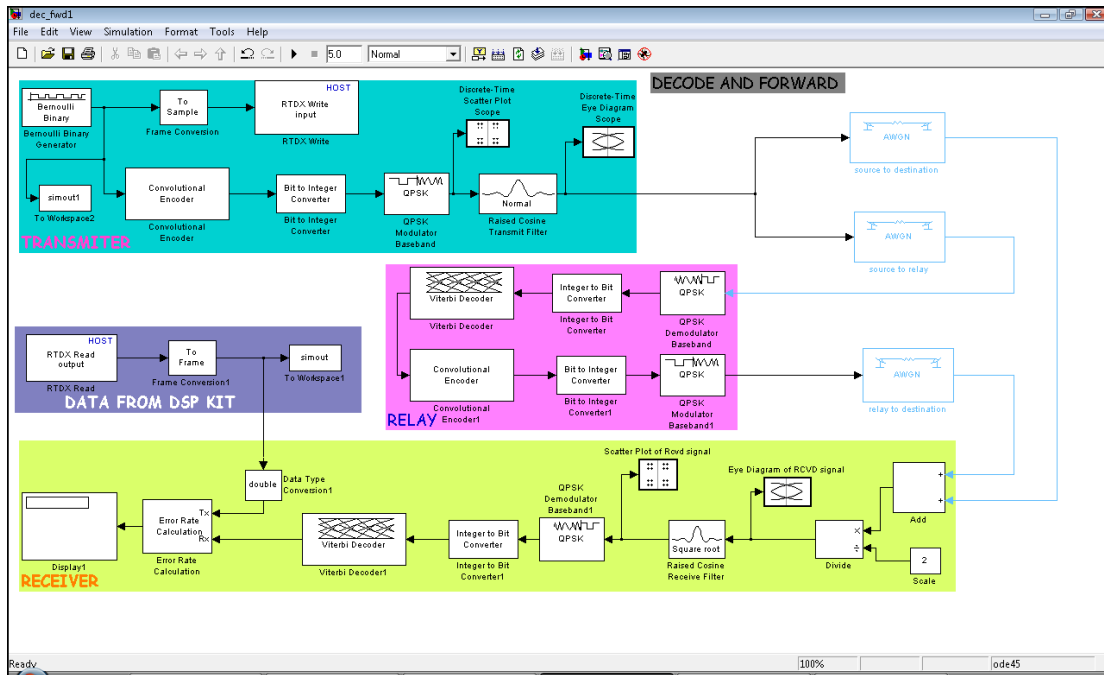 dec_fwd1
File Edit View Simulation Format Tools Help
5.0
Normal
DECODE AND FORWARD
Bernoulli
Binary
Bernoulli Binary
Generator
To
Sample
Frame Conversion
HOST
RTDX Write
input
RTDX Write
Discrete-Time
Scatter Plot
Scope
Discrete-Time
Eye Diagram
Scope
simout1
To Workspace2
Convolutional
Encoder
Convolutional
Encoder
Bit to Integer
Converter
Bit to Integer
Converter
QPSK
QPSK
Modulator
Baseband
Normal
Raised Cosine
Transmit Filter
TRANSMITER
AWGN
source to destination
AWGN
source to relay
Viterbi Decoder
Viterbi Decoder
Integer to Bit
Converter
Integer to Bit
Converter
QPSK
QPSK
Demodulator
Baseband
Convolutional
Encoder
Convolutional
Encoder1
Bit to Integer
Converter
Bit to Integer
Converter1
QPSK
QPSK
Modulator
Baseband1
RELAY
AWGN
relay to destination
HOST
RTDX Read
output
RTDX Read
To
Frame
Frame Conversion1
simout
To Workspace1
DATA FROM DSP KIT
double
Data Type
Conversion1
Scatter Plot of Rcvd signal
Eye Diagram of RCVD signal
Display1
Error Rate
Calculation
Tx
Rx
Error Rate
Calculation
Viterbi Decoder
Viterbi Decoder1
Integer to Bit
Converter
Integer to Bit
Converter1
QPSK
Demodulator
Baseband1
QPSK
Square root
Raised Cosine
Receive Filter
×
÷
Divide
+
+
Add
2
Scale
RECEIVER
Ready
100%
ode45